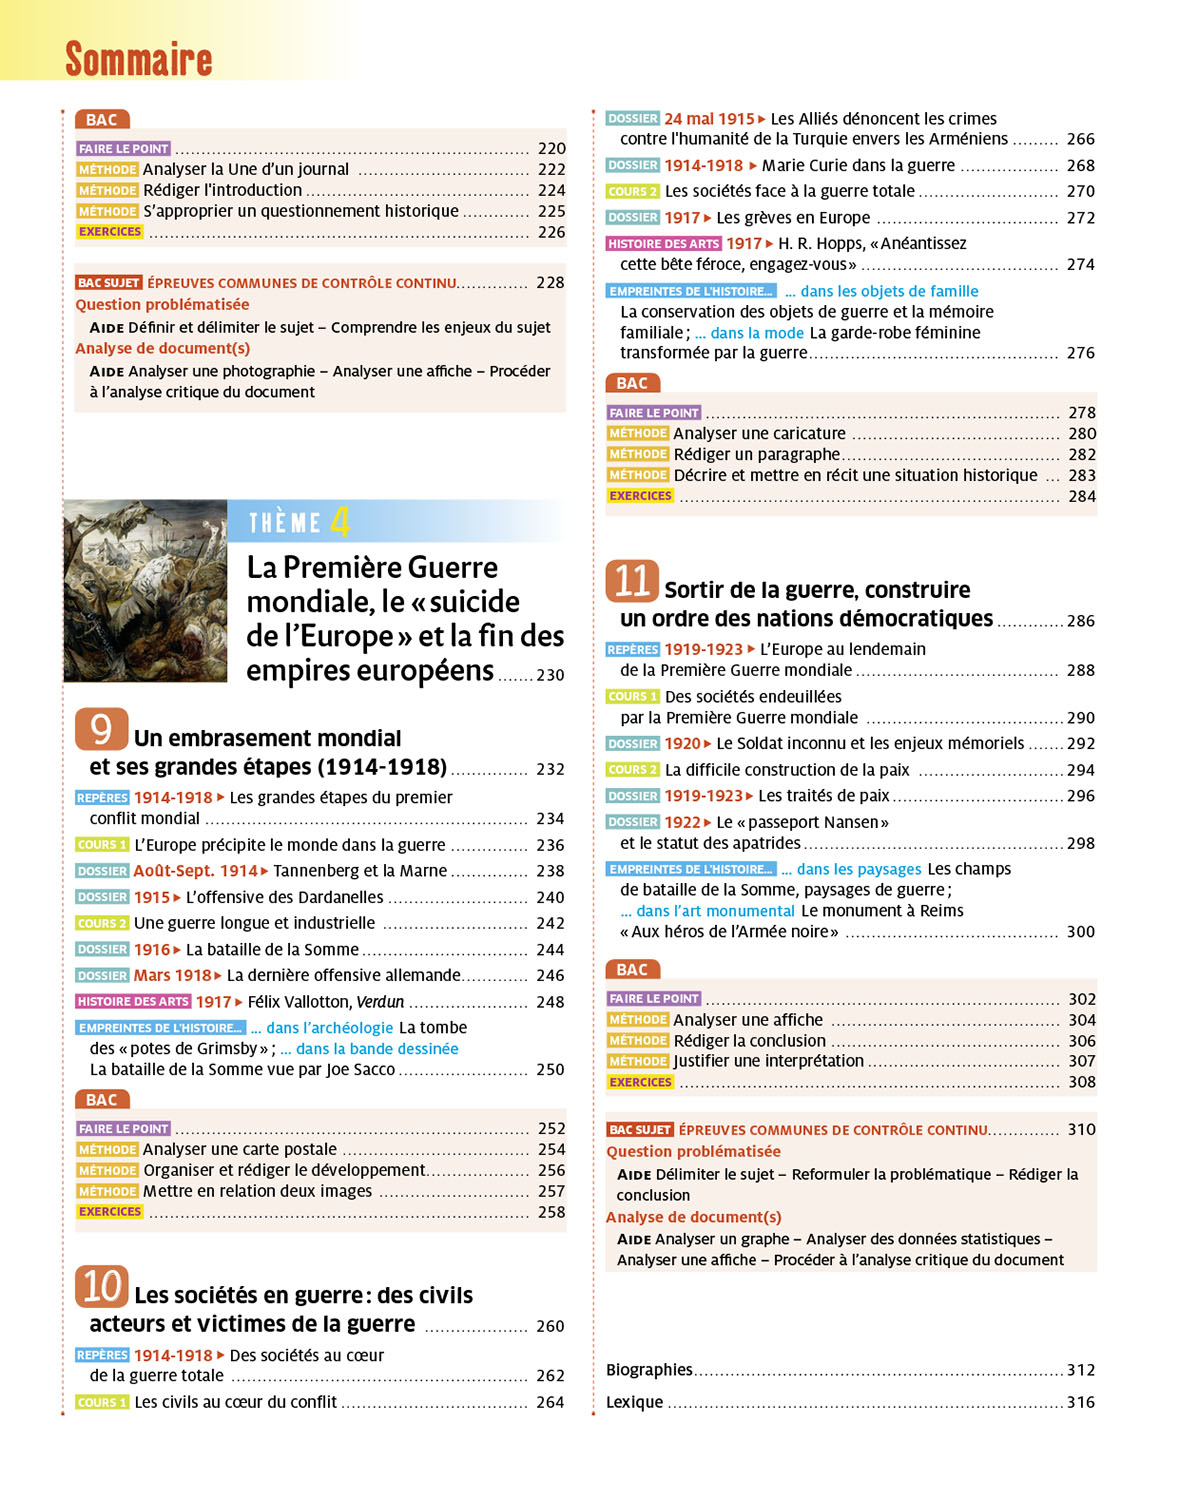 Sommaire
BAC
FAIRE LE POINT ........ 220
MÉTHODE Analyser la Une d’un journal ........ 222
MÉTHODE Rédiger l'introduction ........ 224
MÉTHODE S’approprier un questionnement historique ........ 225
EXERCICES ........ 226
BAC SUJET ÉPREUVES COMMUNES DE CONTRÔLE CONTINU ........ 228
Question problématisée
AIDE Définir et délimiter le sujet – Comprendre les enjeux du sujet
Analyse de document(s)
AIDE Analyser une photographie – Analyser une affiche – Procéder
à l’analyse critique du document
THÈME 4
La Première Guerre
mondiale, le « suicide
de l’Europe » et la fin des
empires européens ....... 230
9 Un embrasement mondial
et ses grandes étapes (1914-1918) ........ 232
REPÈRES 1914-1918 ▸ Les grandes étapes du premier
conflit mondial ........ 234
COURS 1 L’Europe précipite le monde dans la guerre ........ 236
DOSSIER Août-Sept. 1914 ▸ Tannenberg et la Marne ........ 238
DOSSIER 1915 ▸ L’offensive des Dardanelles ........ 240
COURS 2 Une guerre longue et industrielle ........ 242
DOSSIER 1916 ▸ La bataille de la Somme ........ 244
DOSSIER Mars 1918 ▸ La dernière offensive allemande ........ 246
HISTOIRE DES ARTS 1917 ▸ Félix Vallotton, Verdun ........ 248
EMPREINTES DE L’HISTOIRE... ... dans l’archéologie La tombe
des « potes de Grimsby » ; ... dans la bande dessinée
La bataille de la Somme vue par Joe Sacco ........ 250
BAC
FAIRE LE POINT ........ 252
MÉTHODE Analyser une carte postale ........ 254
MÉTHODE Organiser et rédiger le développement ........ 256
MÉTHODE Mettre en relation deux images ........ 257
EXERCICES ........ 258
10 Les sociétés en guerre : des civils
acteurs et victimes de la guerre ........ 260
REPÈRES 1914-1918 ▸ Des sociétés au cœur
de la guerre totale ........ 262
COURS 1 Les civils au cœur du conflit ........ 264
DOSSIER 24 mai 1915 ▸ Les Alliés dénoncent les crimes
contre l'humanité de la Turquie envers les Arméniens ........ 266
DOSSIER 1914-1918 ▸ Marie Curie dans la guerre ........ 268
COURS 2 Les sociétés face à la guerre totale ........ 270
DOSSIER 1917 ▸ Les grèves en Europe ........ 272
HISTOIRE DES ARTS 1917 ▸ H. R. Hopps, « Anéantissez
cette bête féroce, engagez-vous » ........ 274
EMPREINTES DE L’HISTOIRE... ... dans les objets de famille
La conservation des objets de guerre et la mémoire
familiale ; ... dans la mode La garde-robe féminine
transformée par la guerre ........ 276
BAC
FAIRE LE POINT ........ 278
MÉTHODE Analyser une caricature ........ 280
MÉTHODE Rédiger un paragraphe ........ 282
MÉTHODE Décrire et mettre en récit une situation historique ... 283
EXERCICES ........ 284
11 Sortir de la guerre, construire
un ordre des nations démocratiques ........ 286
REPÈRES 1919-1923 ▸ L’Europe au lendemain
de la Première Guerre mondiale ........ 288
COURS 1 Des sociétés endeuillées
par la Première Guerre mondiale ........ 290
DOSSIER 1920 ▸ Le Soldat inconnu et les enjeux mémoriels ...... 292
COURS 2 La difficile construction de la paix ........ 294
DOSSIER 1919-1923 ▸ Les traités de paix ........ 296
DOSSIER 1922 ▸ Le « passeport Nansen »
et le statut des apatrides ........ 298
EMPREINTES DE L’HISTOIRE... ... dans les paysages Les champs
de bataille de la Somme, paysages de guerre ;
... dans l’art monumental Le monument à Reims
« Aux héros de l’Armée noire » ........ 300
BAC
FAIRE LE POINT ........ 302
MÉTHODE Analyser une affiche ........ 304
MÉTHODE Rédiger la conclusion ........ 306
MÉTHODE Justifier une interprétation ........ 307
EXERCICES ........ 308
BAC SUJET ÉPREUVES COMMUNES DE CONTRÔLE CONTINU ........ 310
Question problématisée
AIDE Délimiter le sujet – Reformuler la problématique – Rédiger la
conclusion
Analyse de document(s)
AIDE Analyser un graphe – Analyser des données statistiques –
Analyser une affiche – Procéder à l’analyse critique du document
Biographies ........ 312
Lexique ........ 316